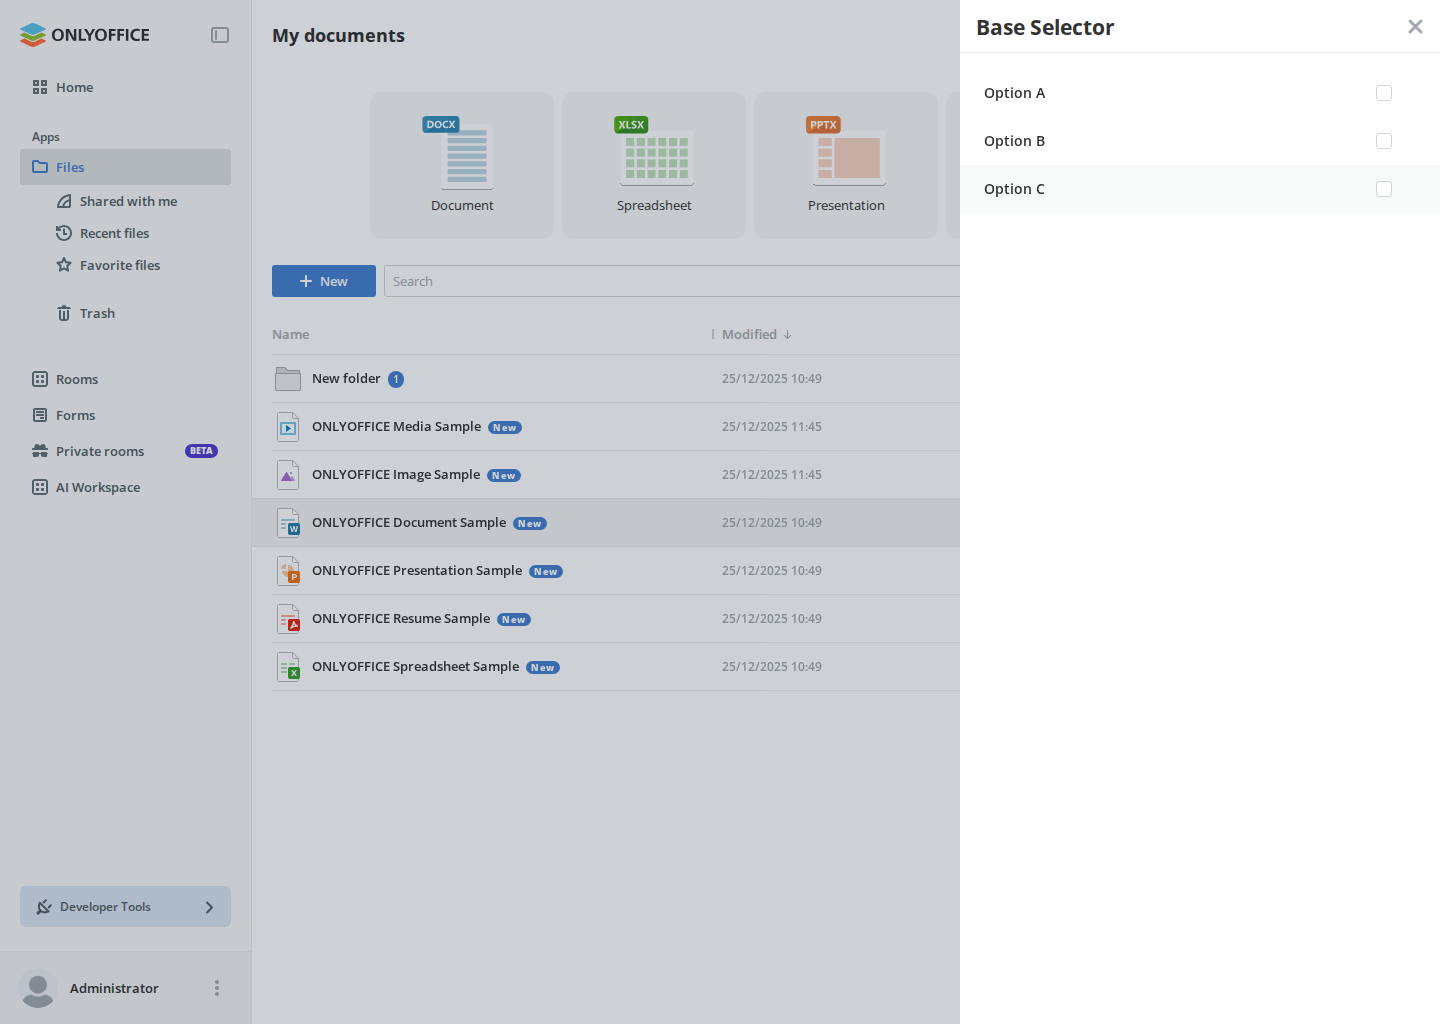 ONLYOFFICE
Home
Apps
Files
Shared with me
Recent files
Favorite files
Trash
Rooms
Forms
Private rooms BETA
AI Workspace
Developer Tools
Administrator
My documents
DOCX
Document
XLSX
Spreadsheet
PPTX
Presentation
New
Search
Name Modified
New folder 1 25/12/2025 10:49
ONLYOFFICE Media Sample New 25/12/2025 11:45
ONLYOFFICE Image Sample New 25/12/2025 11:45
W ONLYOFFICE Document Sample New 25/12/2025 10:49
P ONLYOFFICE Presentation Sample New 25/12/2025 10:49
ONLYOFFICE Resume Sample New 25/12/2025 10:49
X ONLYOFFICE Spreadsheet Sample New 25/12/2025 10:49
Base Selector
Option A
Option B
Option C